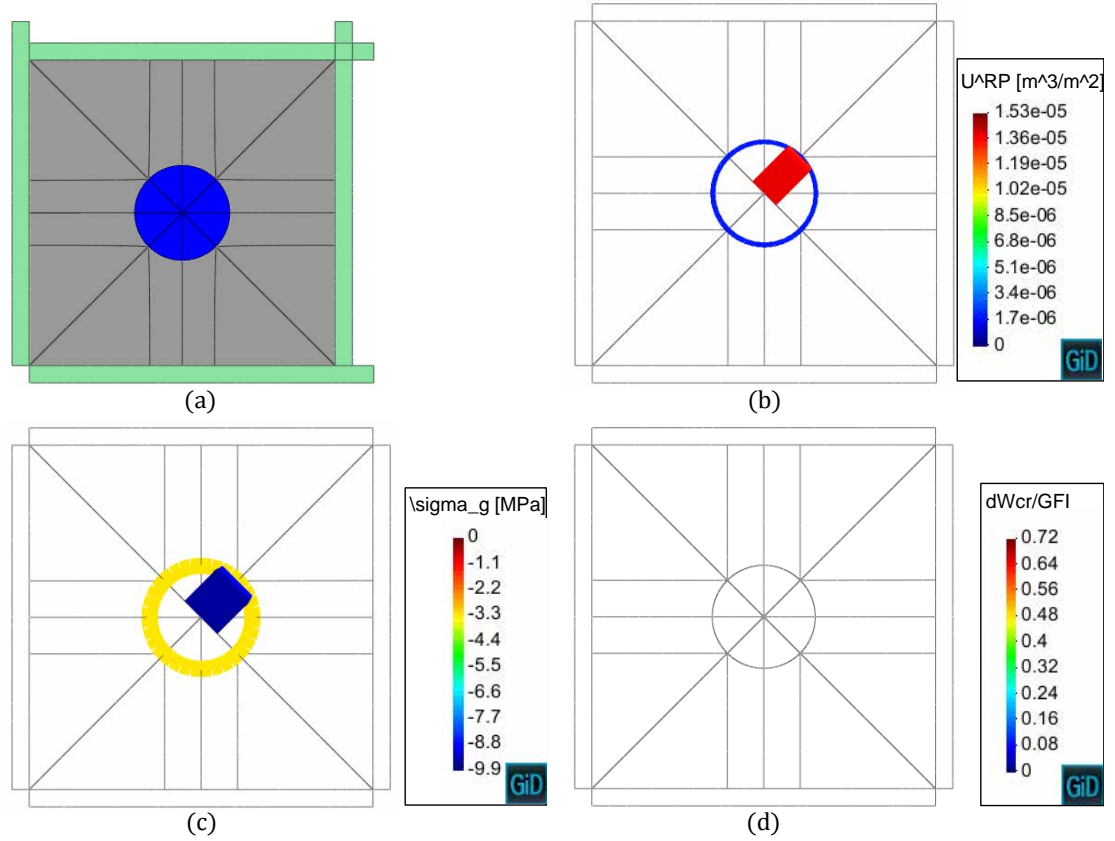 U^RP [m^3/m^2]
1.53e-05
1.36e-05
1.19e-05
1.02e-05
8.5e-06
6.8e-06
5.1e-06
3.4e-06
1.7e-06
0
GiD
(a)
(b)
\sigma_g [MPa]
0
-1.1
-2.2
-3.3
-4.4
-5.5
-6.6
-7.7
-8.8
-9.9
GiD
dWcr/GFI
0.72
0.64
0.56
0.48
0.40
0.32
0.24
0.16
0.08
0
GiD
(c)
(d)